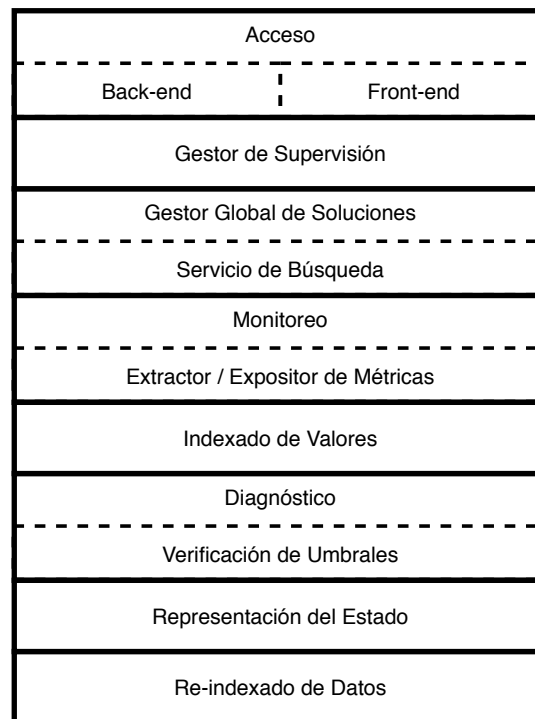 Acceso
Back-end Front-end
Gestor de Supervisión
Gestor Global de Soluciones
Servicio de Búsqueda
Monitoreo
Extractor / Expositor de Métricas
Indexado de Valores
Diagnóstico
Verificación de Umbrales
Representación del Estado
Re-indexado de Datos